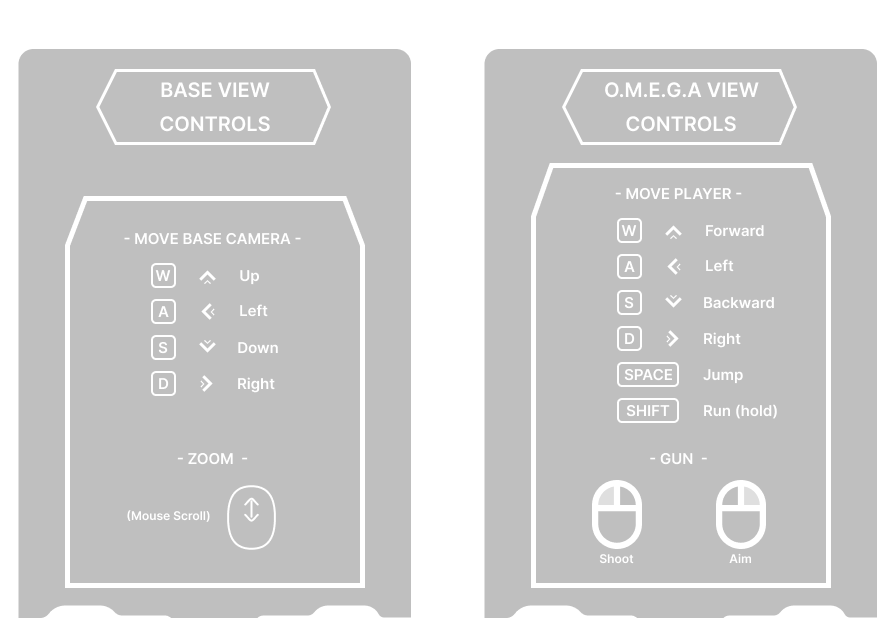 BASE VIEW
CONTROLS
- MOVE BASE CAMERA -
W Up
A Left
S Down
D Right
- ZOOM -
(Mouse Scroll)
O.M.E.G.A VIEW
CONTROLS
- MOVE PLAYER -
W Forward
A Left
S Backward
D Right
SPACE Jump
SHIFT Run (hold)
- GUN -
Shoot Aim